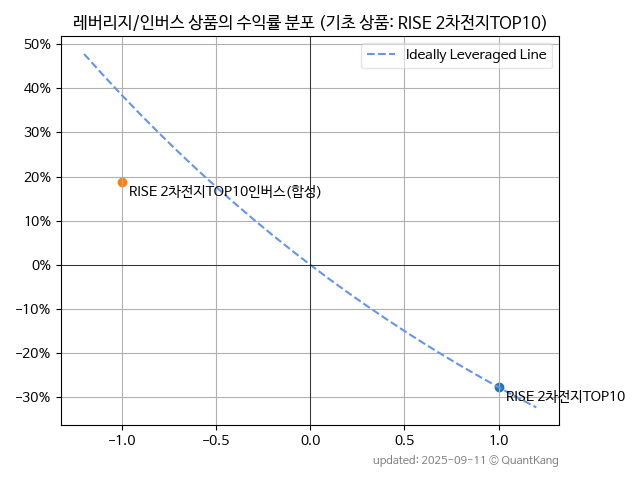 레버리지/인버스 상품의 수익률 분포 (기초 상품: RISE 2차전지TOP10)
50%
Ideally Leveraged Line
40%
30%
20%
RISE 2차전지TOP10인버스(합성)
10%
0%
−10%
−20%
−30%
RISE 2차전지TOP10
−1.0
−0.5
0.0
0.5
1.0
updated: 2025-09-11 © QuantKang